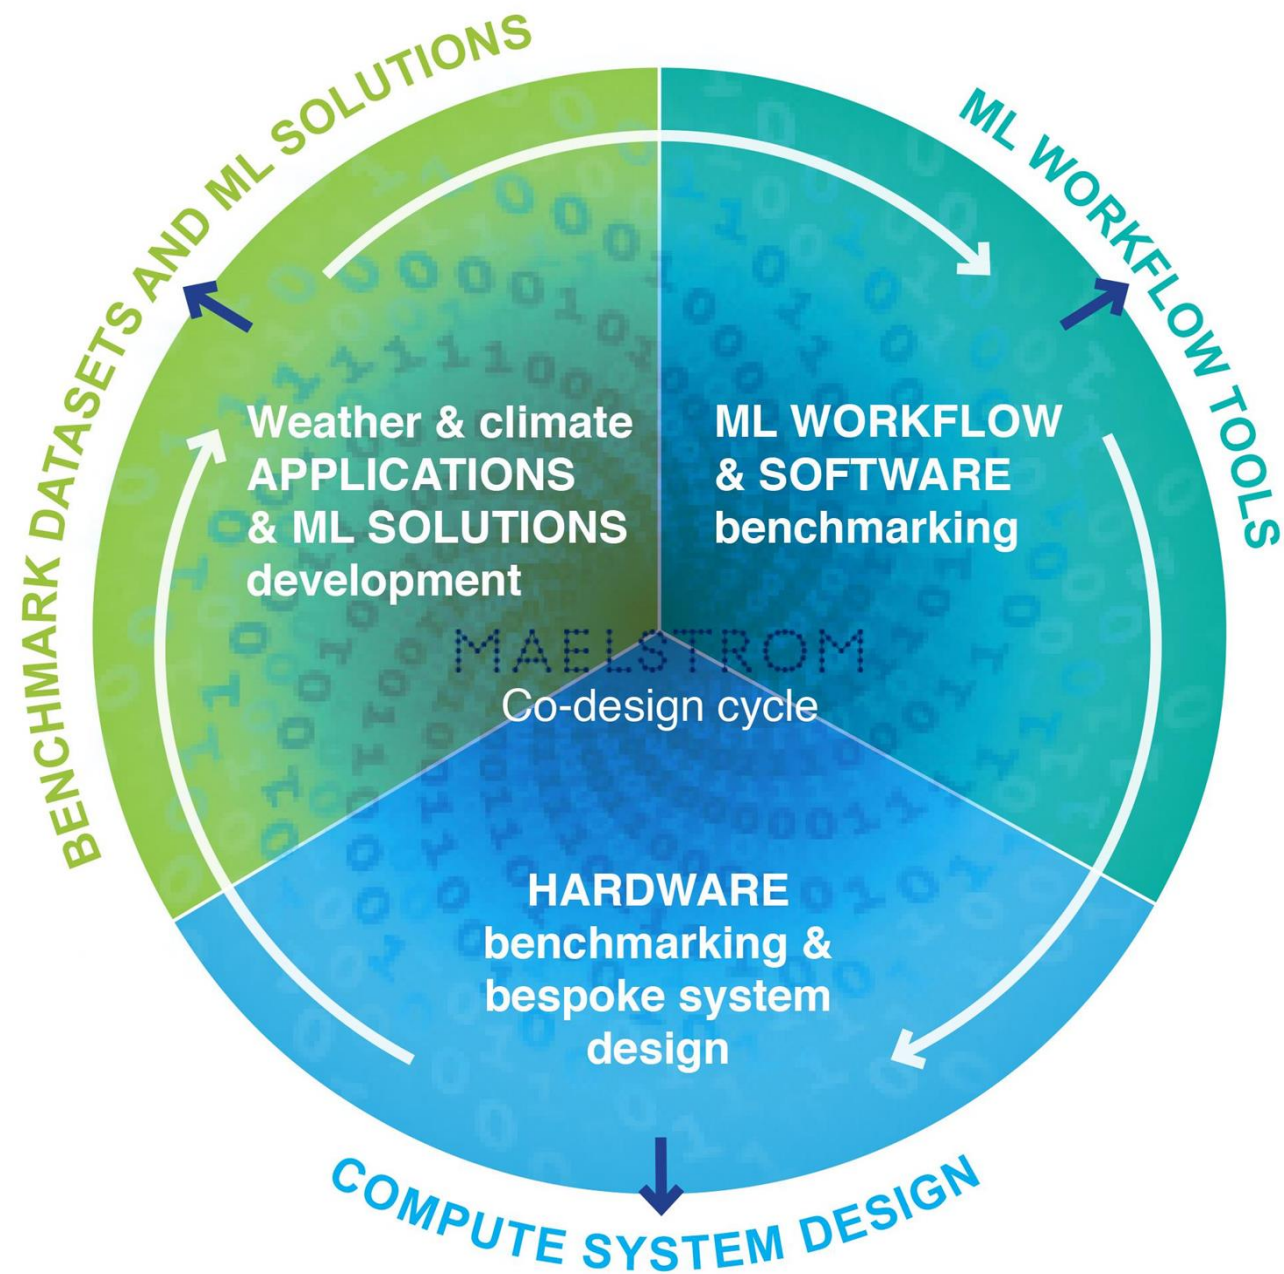 BENCHMARK DATASETS AND ML SOLUTIONS
ML WORKFLOW TOOLS
Weather & climate
APPLICATIONS
& ML SOLUTIONS
development
ML WORKFLOW
& SOFTWARE
benchmarking
MAELSTROM
Co-design cycle
HARDWARE
benchmarking &
bespoke system
design
COMPUTE SYSTEM DESIGN